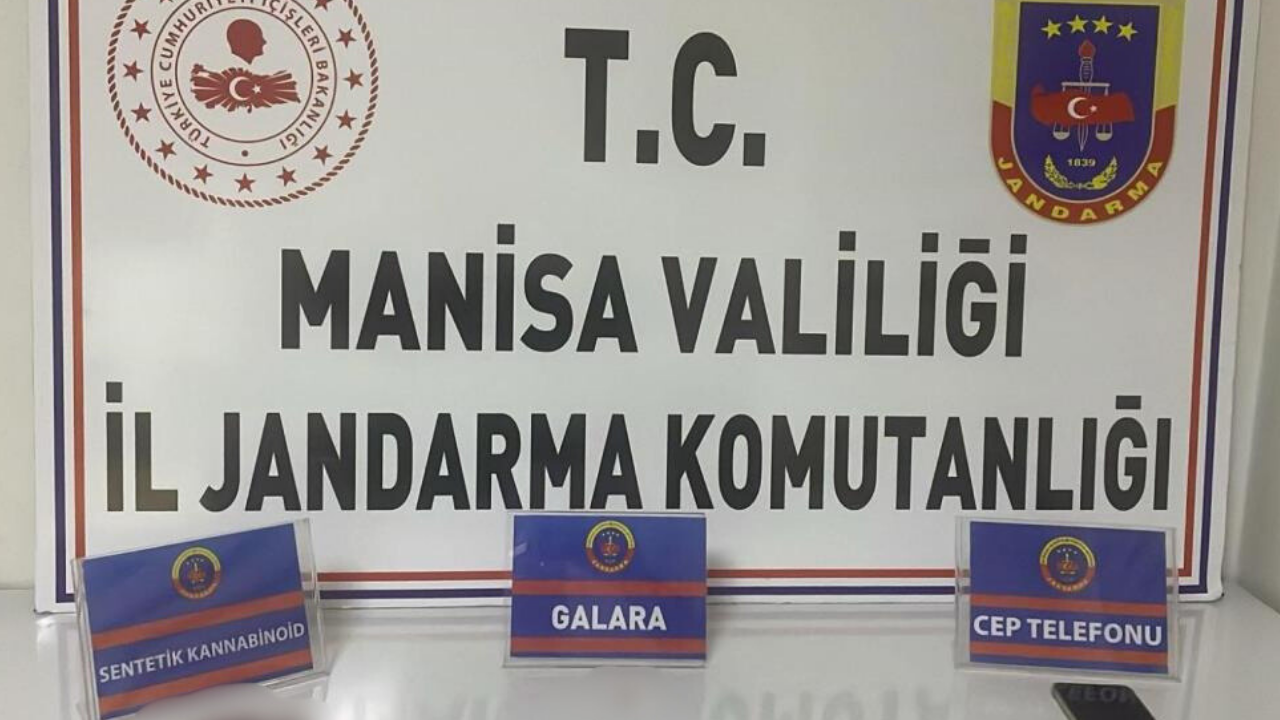 TÜRKİYE CUMHURİYETİ İÇİŞLERİ BAKANLIĞI
T.C.
1839
JANDARMA
MANİSA VALİLİĞİ
İL JANDARMA KOMUTANLIĞI
SENTETİK KANNABİNOİD
GALARA
CEP TELEFONU